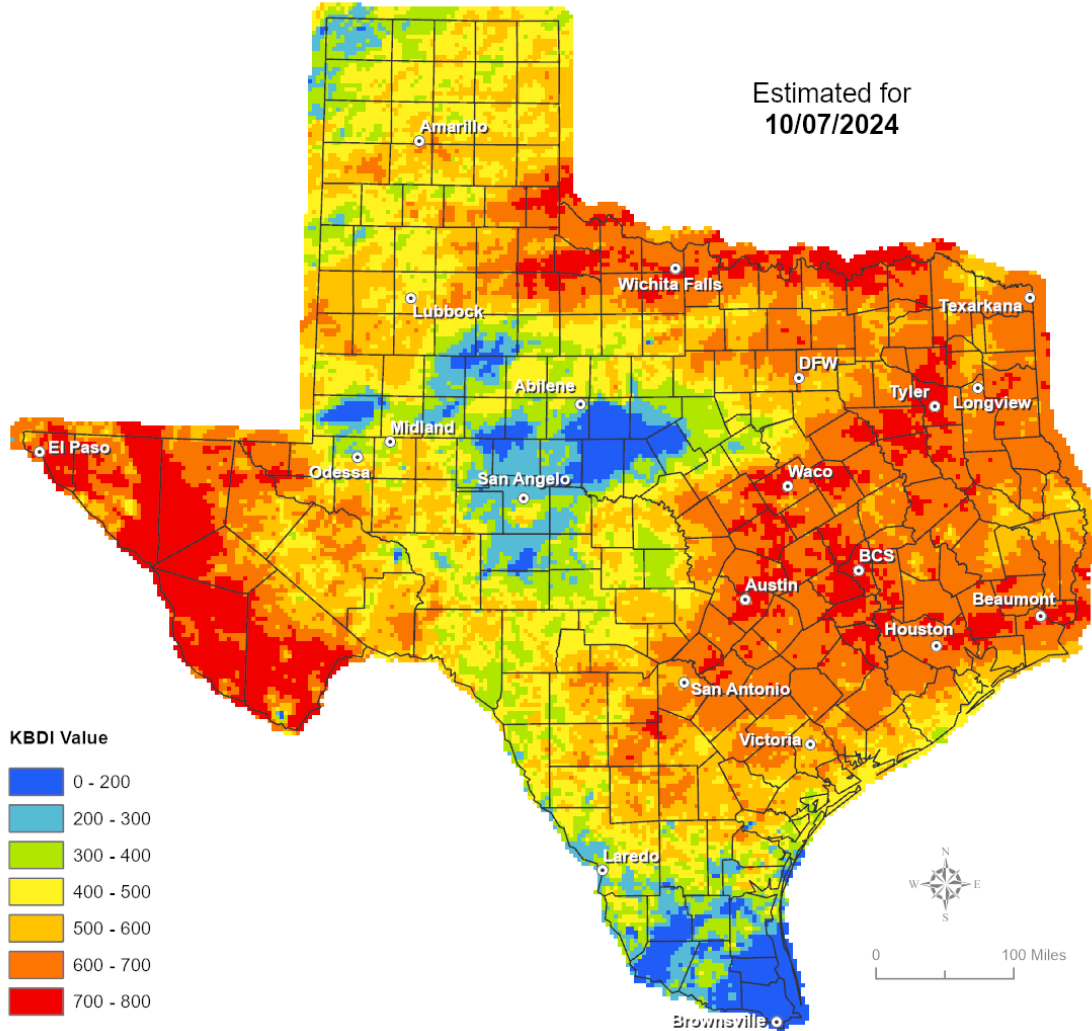 Estimated for
10/07/2024
Amarillo
Wichita Falls
Lubbock
Texarkana
DFW
Abilene
Tyler
Longview
Midland
El Paso
Odessa
San Angelo
Waco
BCS
Austin
Beaumont
Houston
San Antonio
Victoria
KBDI Value
0 - 200
200 - 300
300 - 400
400 - 500
500 - 600
600 - 700
700 - 800
Laredo
N
W
E
S
0
100 Miles
Brownsville